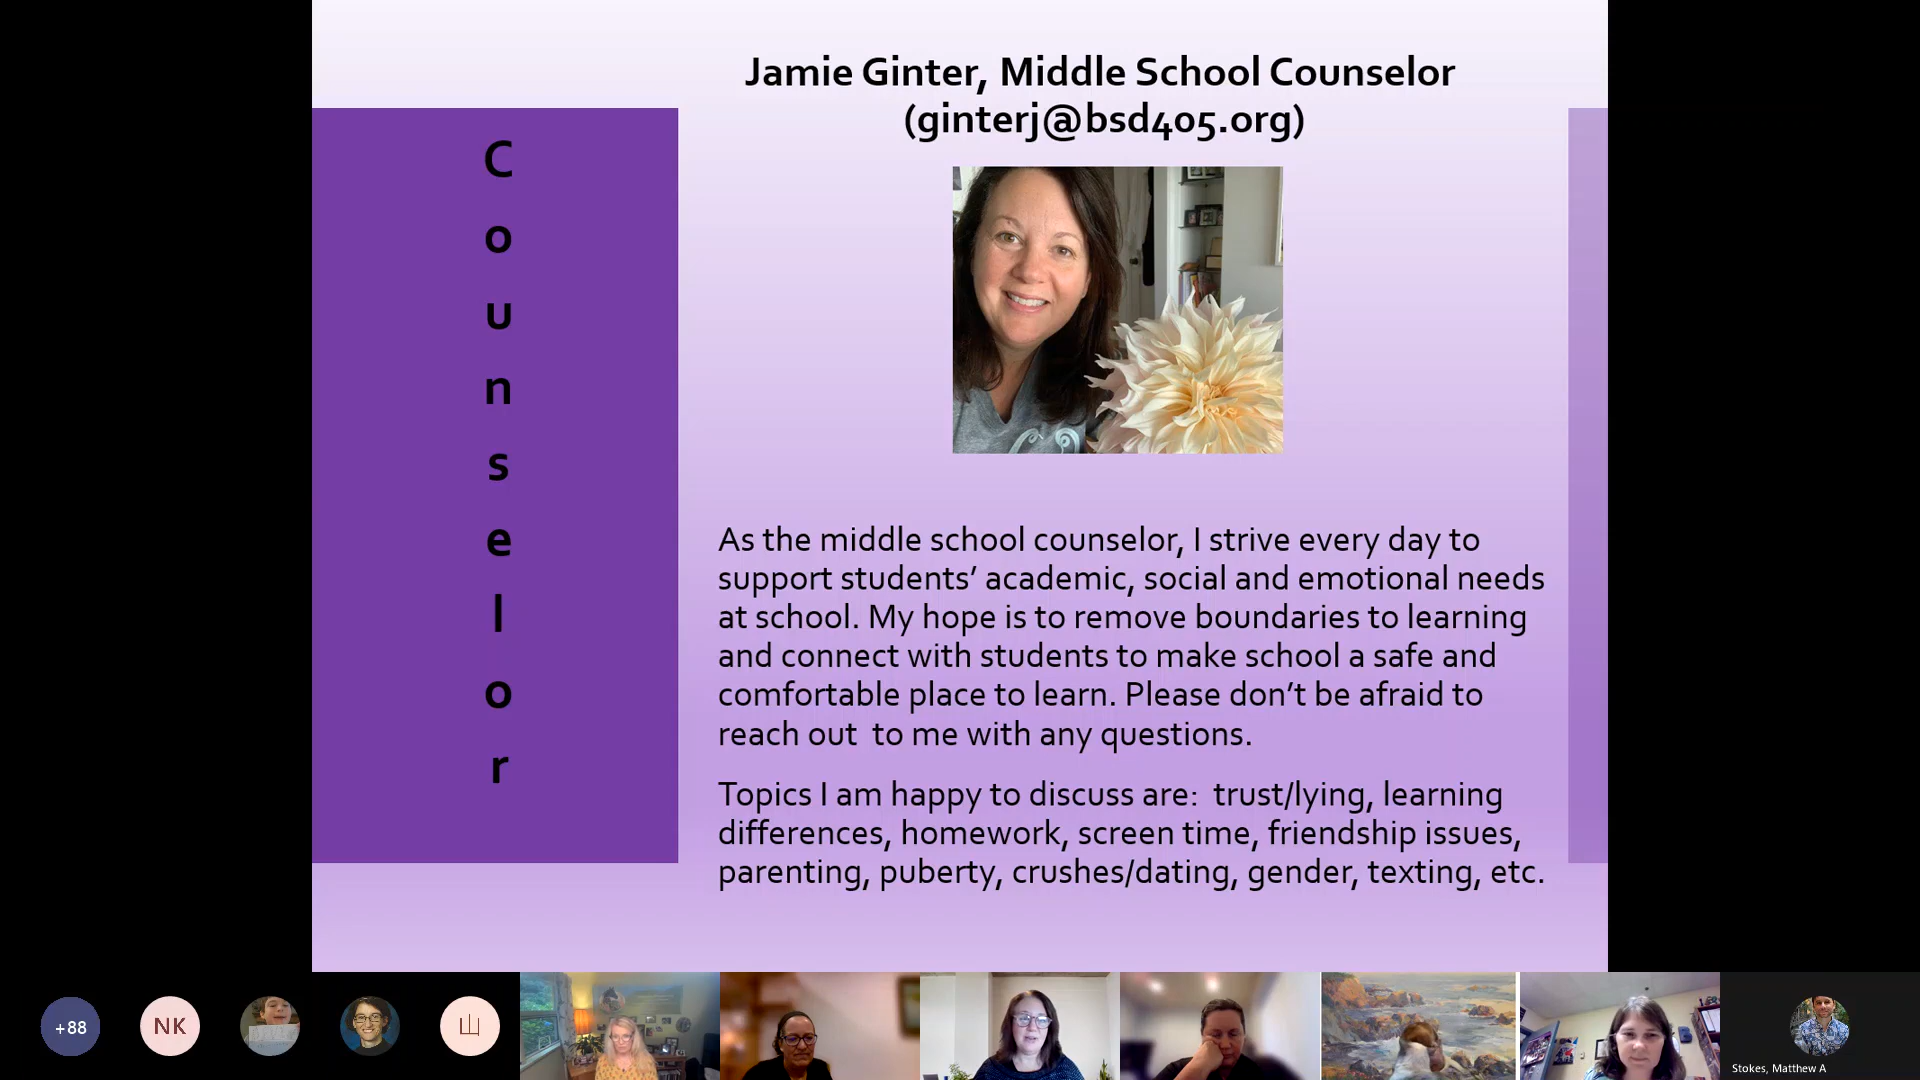 Jamie Ginter, Middle School Counselor
(ginterj@bsd405.org)
C
o
u
n
s
e
l
o
r
As the middle school counselor, I strive every day to
support students’ academic, social and emotional needs
at school. My hope is to remove boundaries to learning
and connect with students to make school a safe and
comfortable place to learn. Please don’t be afraid to
reach out  to me with any questions.
Topics I am happy to discuss are:  trust/lying, learning
differences, homework, screen time, friendship issues,
parenting, puberty, crushes/dating, gender, texting, etc.
+88
NK
山
Stokes, Matthew A